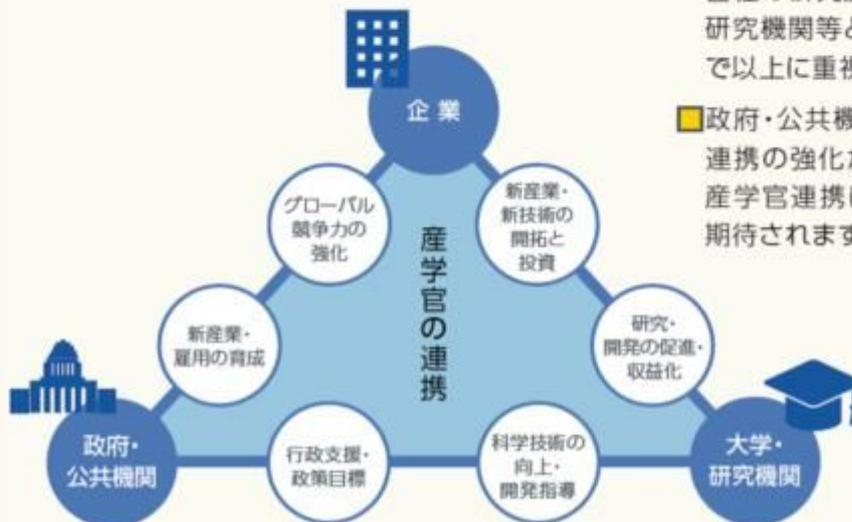 研究機関等と
で以上に重視
政府・公共機
連携の強化が
産学官連携に
期待されます
企業
グローバル
競争力の
強化
新産業・
新技術の
開拓と
投資
産学官の連携
新産業・
雇用の育成
研究・
開発の促進・
収益化
政府・
公共機関
行政支援・
政策目標
科学技術の
向上・
開発指導
大学・
研究機関